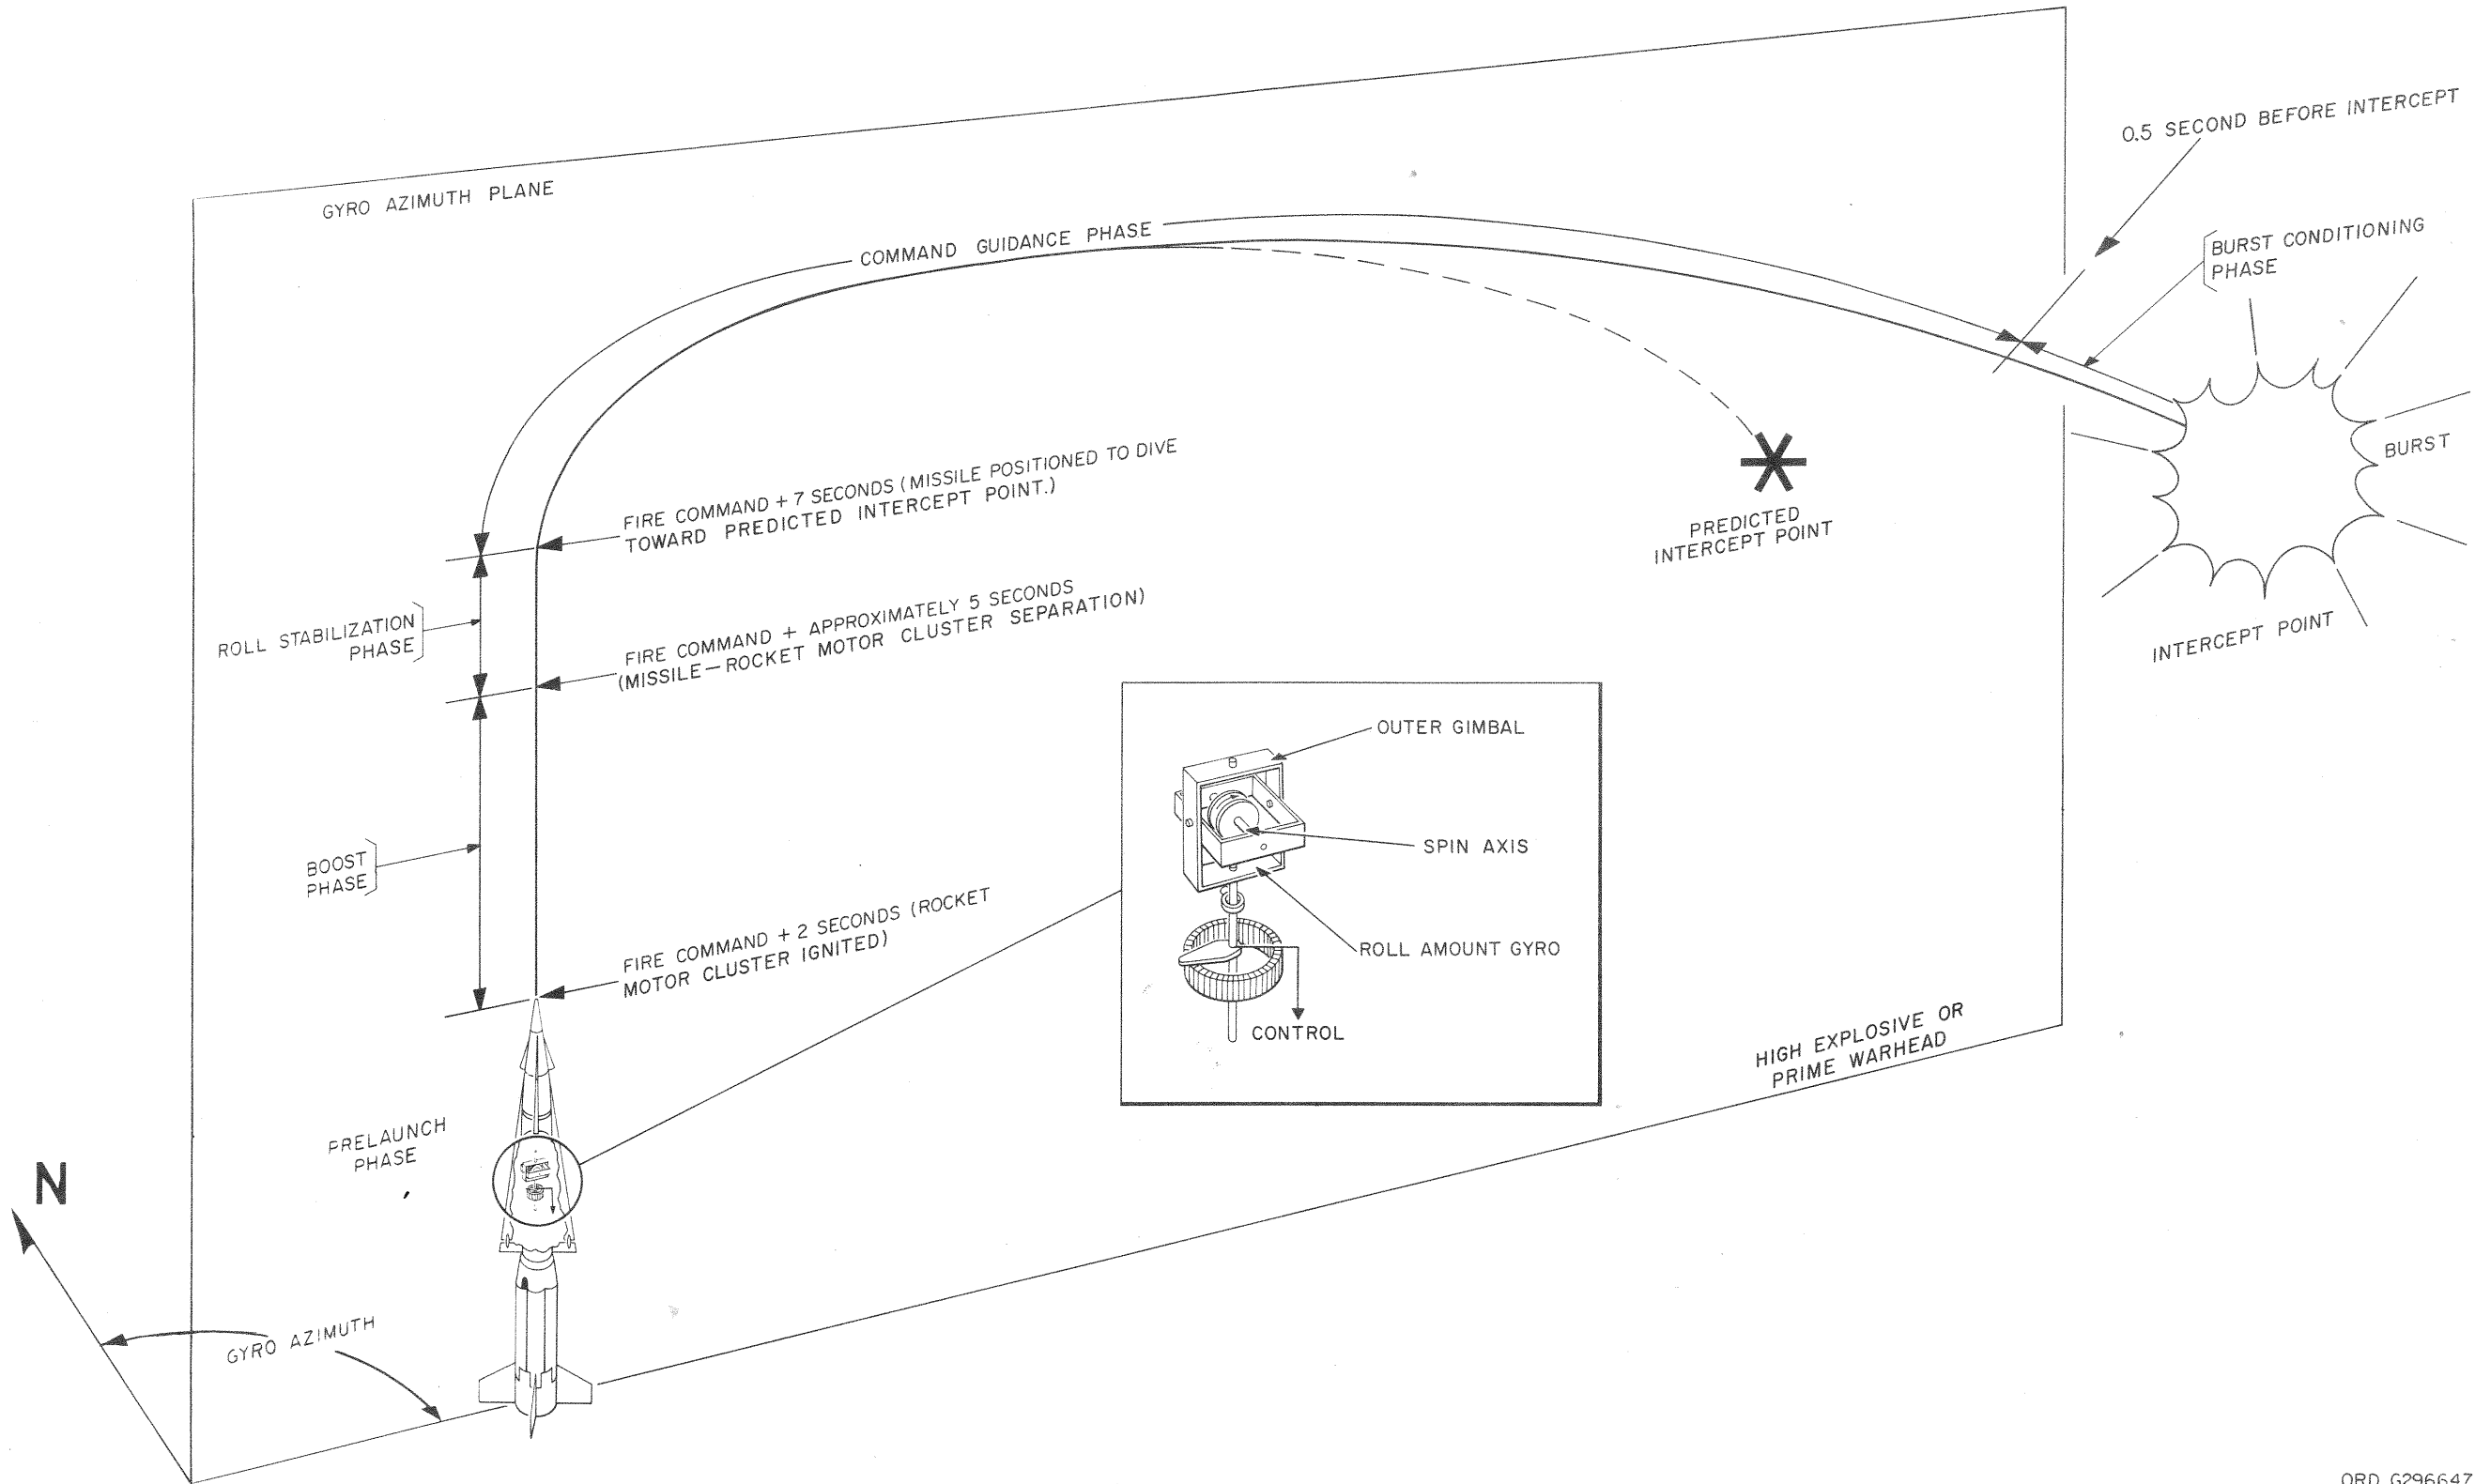 GYRO AZIMUTH PLANE
COMMAND GUIDANCE PHASE
0.5 SECOND BEFORE INTERCEPT
BURST CONDITIONING
PHASE
BURST
INTERCEPT POINT
PREDICTED
INTERCEPT POINT
FIRE COMMAND + 7 SECONDS (MISSILE POSITIONED TO DIVE
TOWARD PREDICTED INTERCEPT POINT.)
ROLL STABILIZATION
PHASE
FIRE COMMAND + APPROXIMATELY 5 SECONDS
(MISSILE—ROCKET MOTOR CLUSTER SEPARATION)
BOOST
PHASE
FIRE COMMAND + 2 SECONDS (ROCKET
MOTOR CLUSTER IGNITED)
OUTER GIMBAL
SPIN AXIS
ROLL AMOUNT GYRO
CONTROL
HIGH EXPLOSIVE OR
PRIME WARHEAD
PRELAUNCH
PHASE
N
GYRO AZIMUTH
ORD G296647